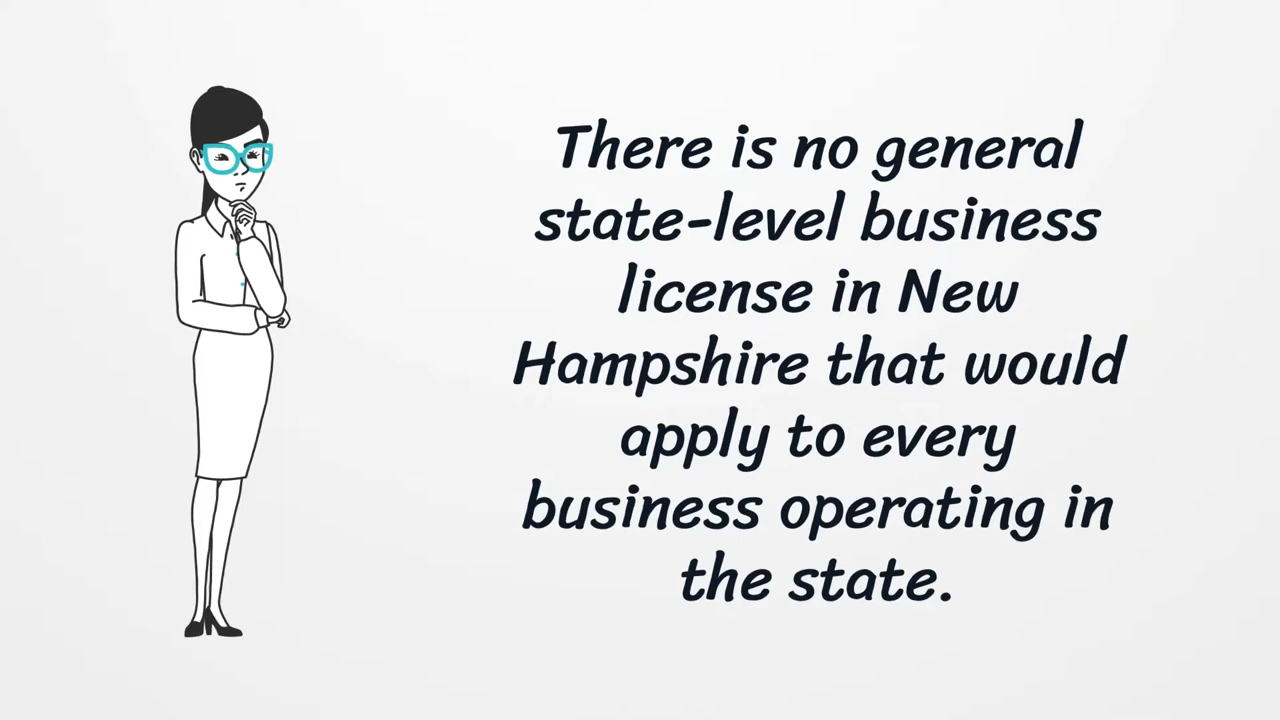 There is no general
state-level business
license in New
Hampshire that would
apply to every
business operating in
the state.